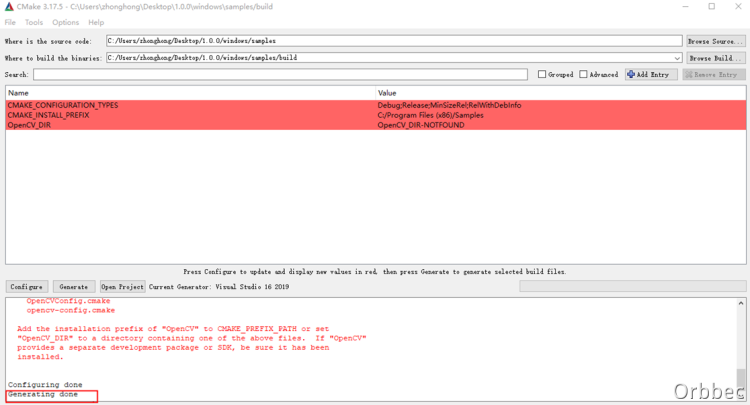 CMake 3.17.5 - C:\Users\zhonghong\Desktop\1.0.0\windows\samples\build
File Tools Options Help
Where is the source code: C:/Users/zhonghong/Desktop/1.0.0/windows/samples Browse Source...
Where to build the binaries: C:/Users/zhonghong/Desktop/1.0.0/windows/samples/build Browse Build...
Search: Grouped Advanced Add Entry Remove Entry
Name Value
CMAKE_CONFIGURATION_TYPES Debug;Release;MinSizeRel;RelWithDebInfo
CMAKE_INSTALL_PREFIX C:/Program Files (x86)/Samples
OpenCV_DIR OpenCV_DIR-NOTFOUND
Press Configure to update and display new values in red, then press Generate to generate selected build files.
Configure Generate Open Project Current Generator: Visual Studio 16 2019
OpenCVConfig.cmake
opencv-config.cmake
Add the installation prefix of "OpenCV" to CMAKE_PREFIX_PATH or set
"OpenCV_DIR" to a directory containing one of the above files. If "OpenCV"
provides a separate development package or SDK, be sure it has been
installed.
Configuring done
Generating done
Orbbec